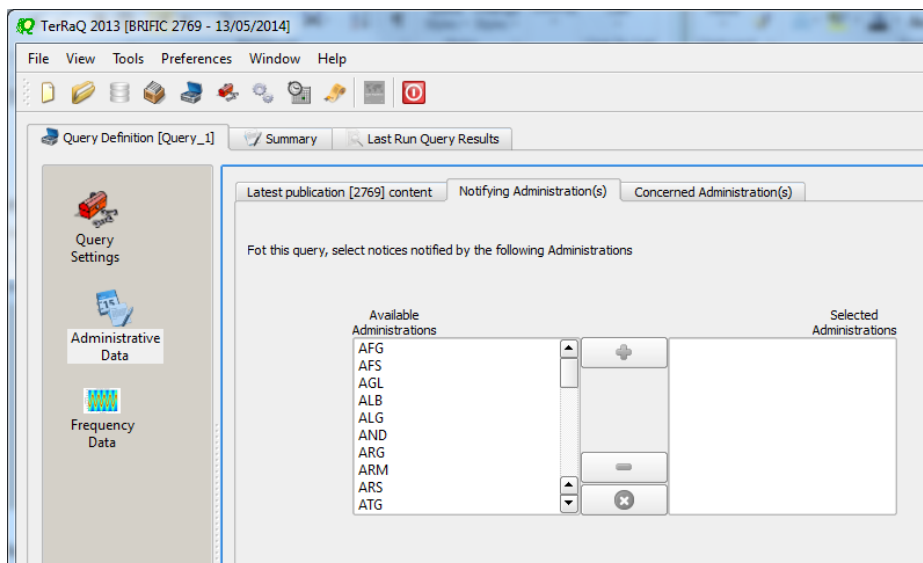 TerRaQ 2013 [BRIFIC 2769 - 13/05/2014]
File View Tools Preferences Window Help
Query Definition [Query_1] Summary Last Run Query Results
Latest publication [2769] content Notifying Administration(s) Concerned Administration(s)
Query
Settings
Fot this query, select notices notified by the following Administrations
Administrative
Data
Frequency
Data
Available
Administrations
Selected
Administrations
AFG
AFS
AGL
ALB
ALG
AND
ARG
ARM
ARS
ATG